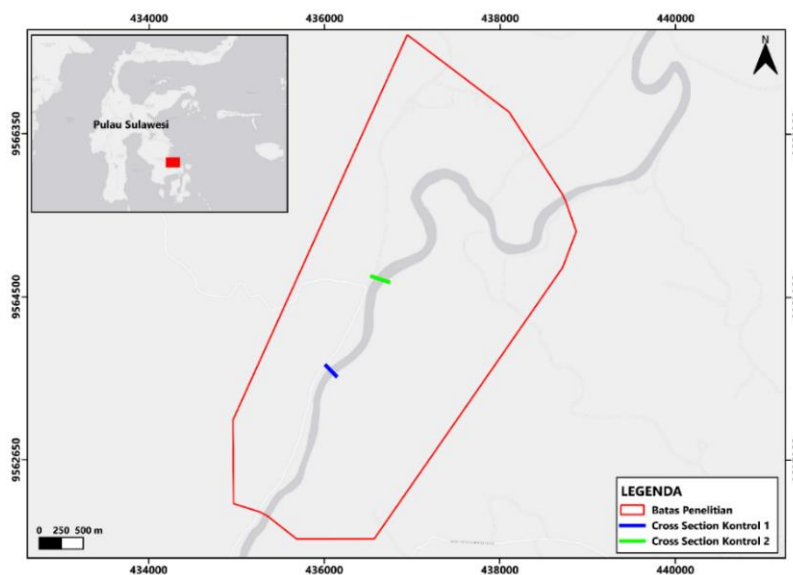 434000
436000
438000
440000
N
Pulau Sulawesi
9566350
9564500
9562650
LEGENDA
Batas Penelitian
Cross Section Kontrol 1
Cross Section Kontrol 2
0 250 500 m
434000
436000
438000
440000